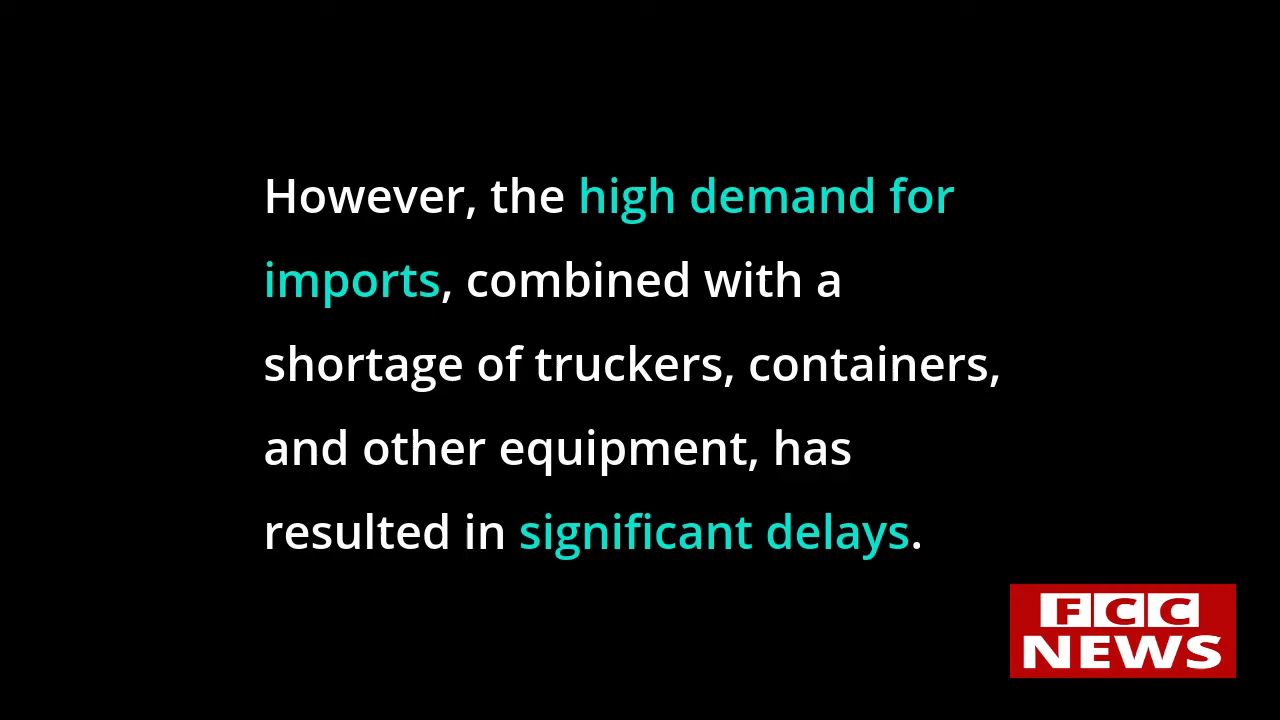 However, the high demand for
imports, combined with a
shortage of truckers, containers,
and other equipment, has
resulted in significant delays.
FCC
NEWS